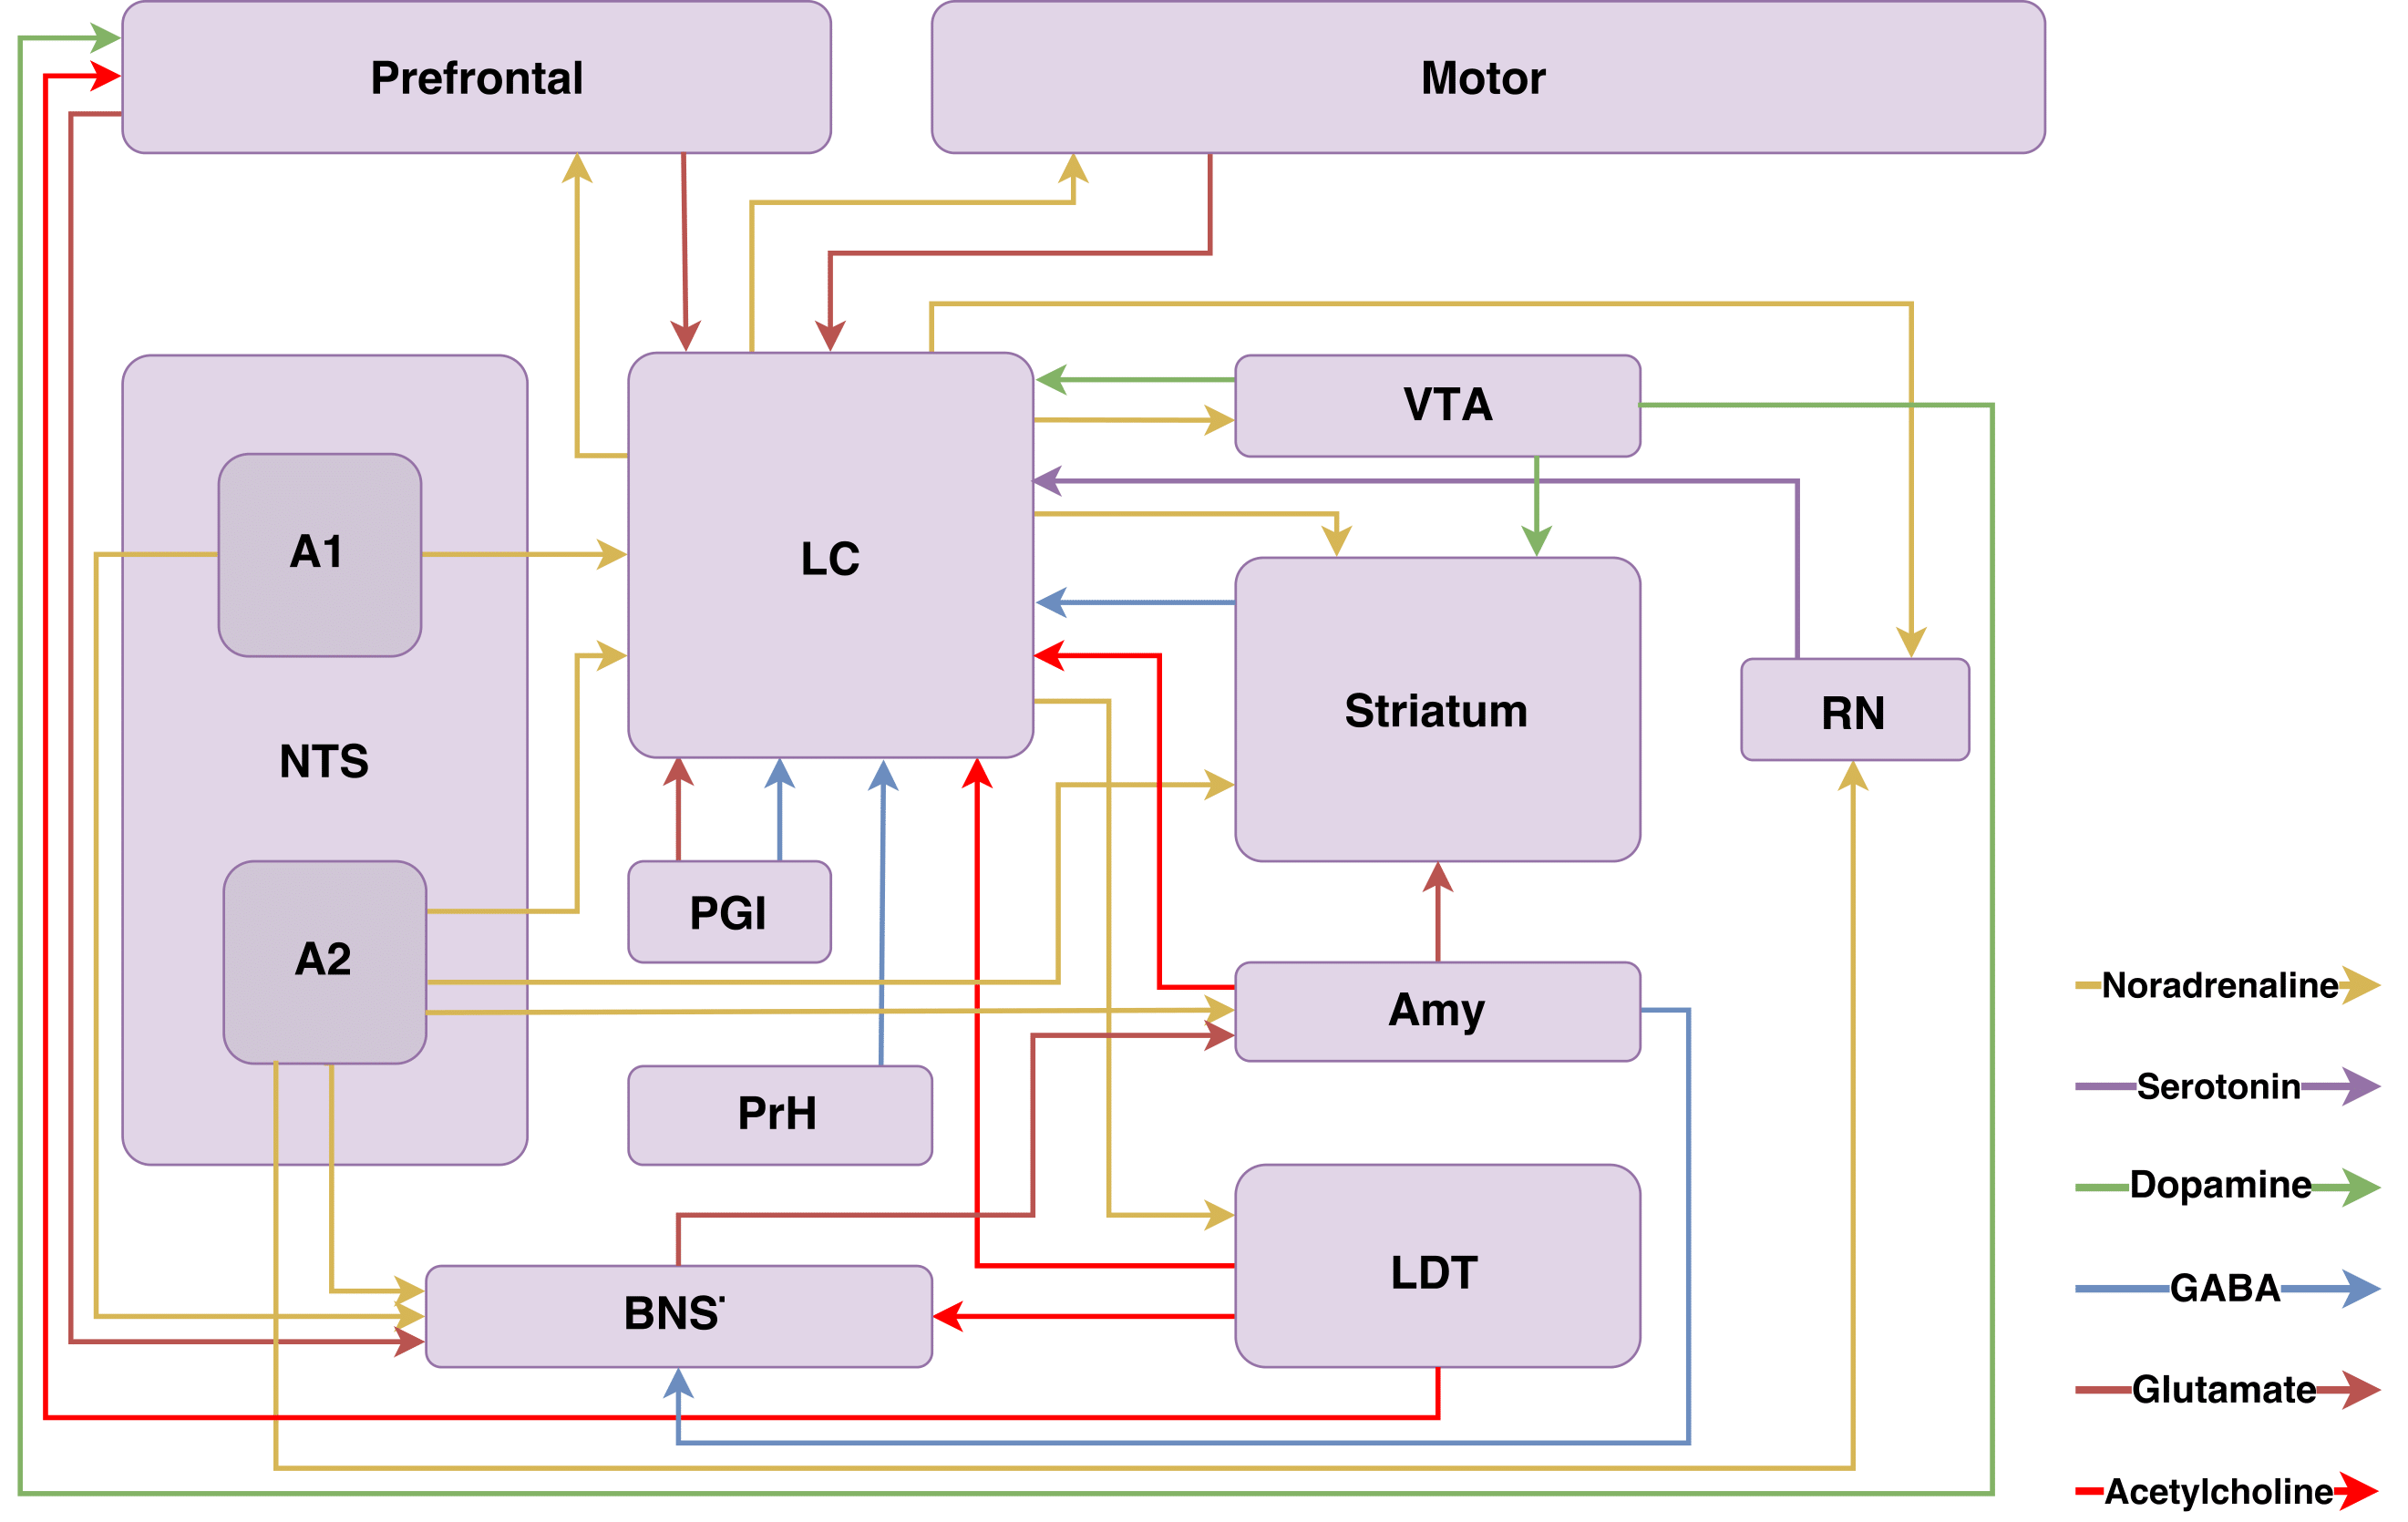 Prefrontal
Motor
VTA
A1
LC
Striatum
RN
NTS
PGI
A2
Amy
Noradrenaline
PrH
Serotonin
Dopamine
LDT
GABA
BNS
Glutamate
Acetylcholine